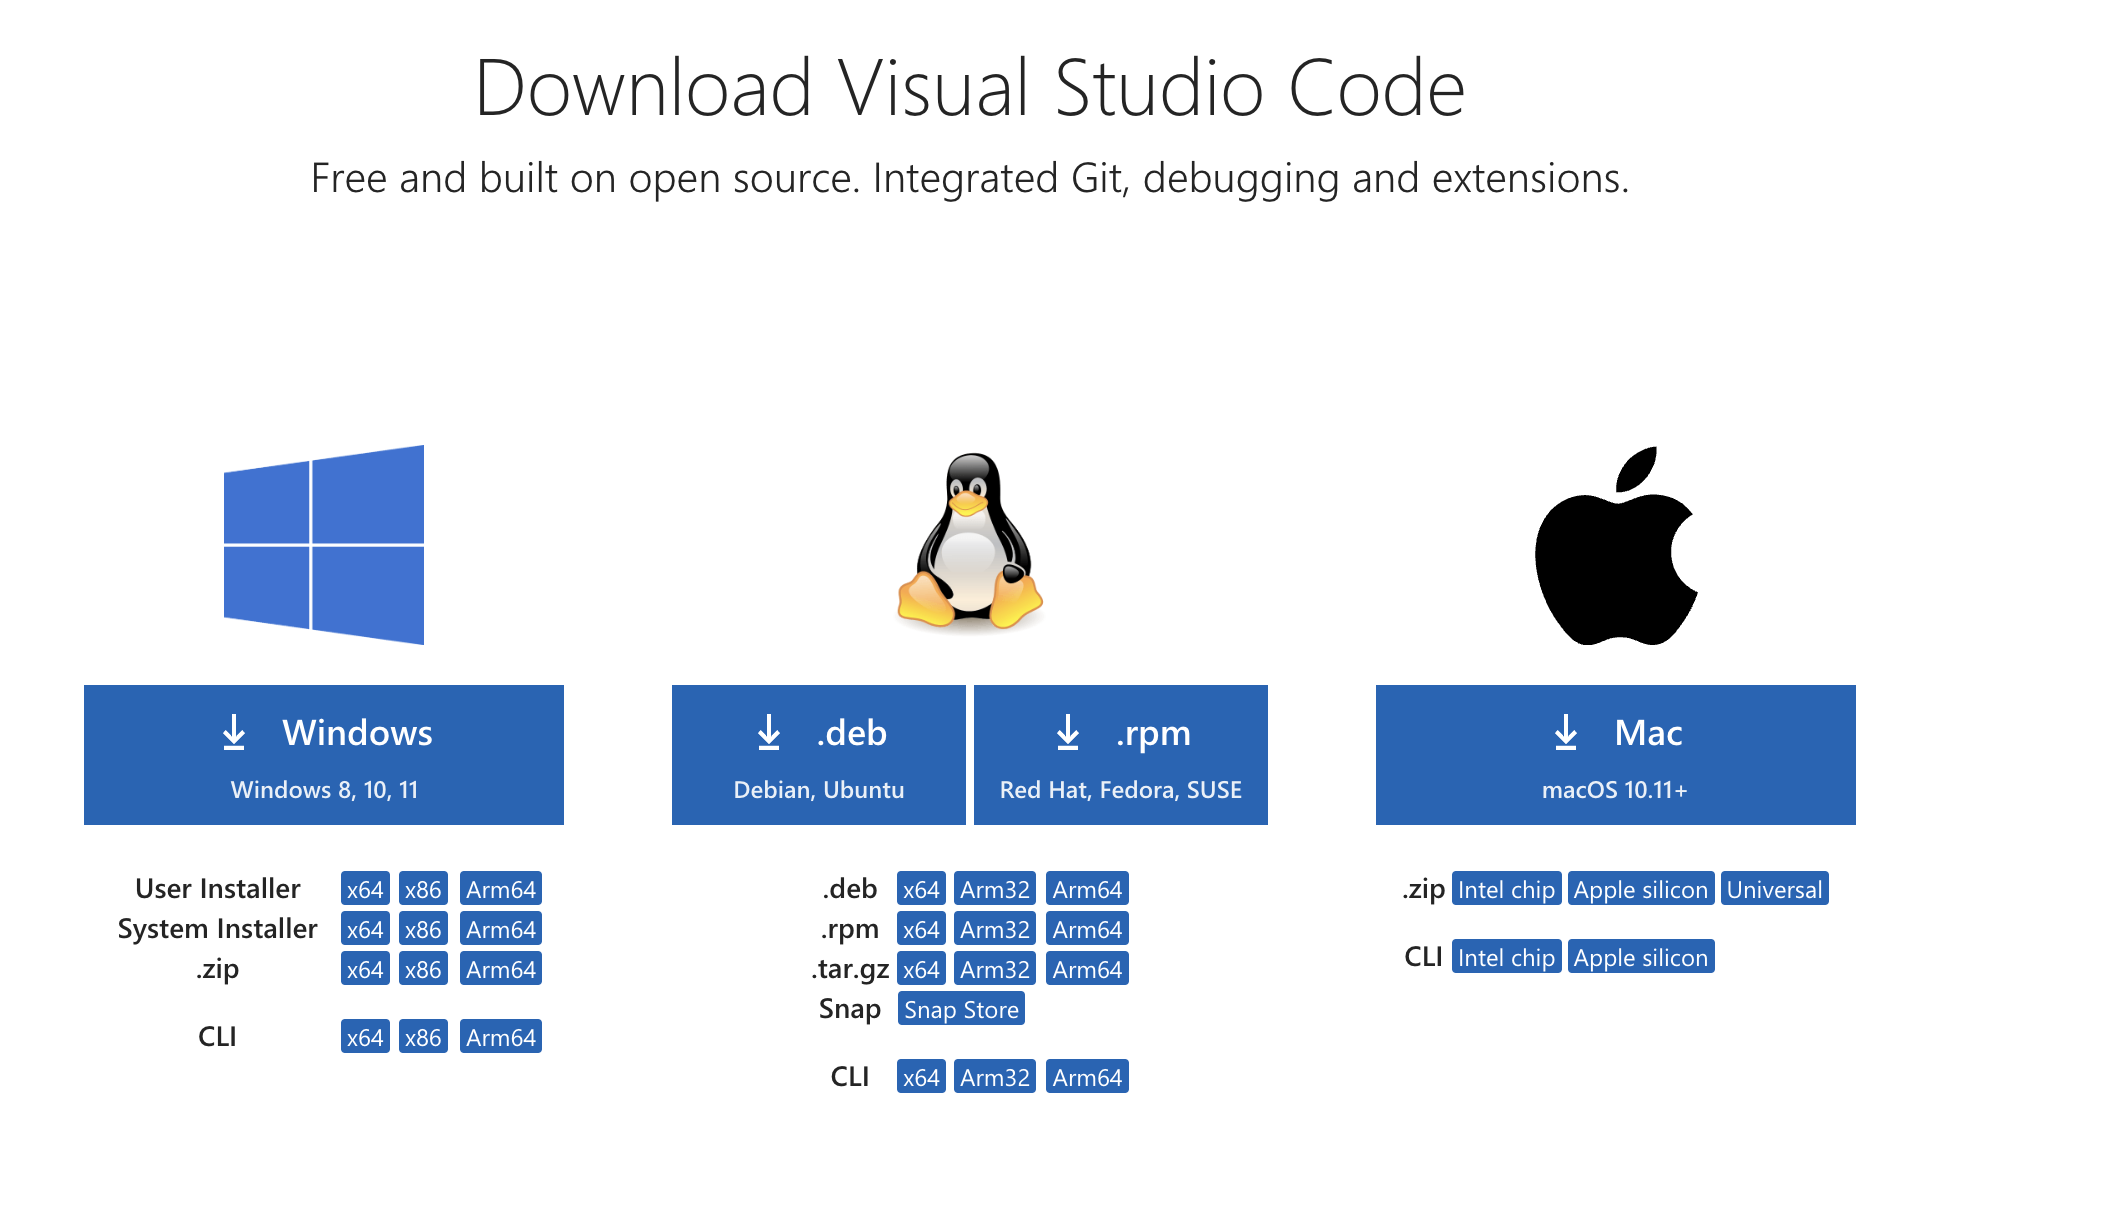 Download Visual Studio Code
Free and built on open source. Integrated Git, debugging and extensions.
Windows
Windows 8, 10, 11
User Installer x64 x86 Arm64
System Installer x64 x86 Arm64
.zip x64 x86 Arm64
CLI x64 x86 Arm64
.deb
Debian, Ubuntu
.rpm
Red Hat, Fedora, SUSE
.deb x64 Arm32 Arm64
.rpm x64 Arm32 Arm64
.tar.gz x64 Arm32 Arm64
Snap Snap Store
CLI x64 Arm32 Arm64
Mac
macOS 10.11+
.zip Intel chip Apple silicon Universal
CLI Intel chip Apple silicon